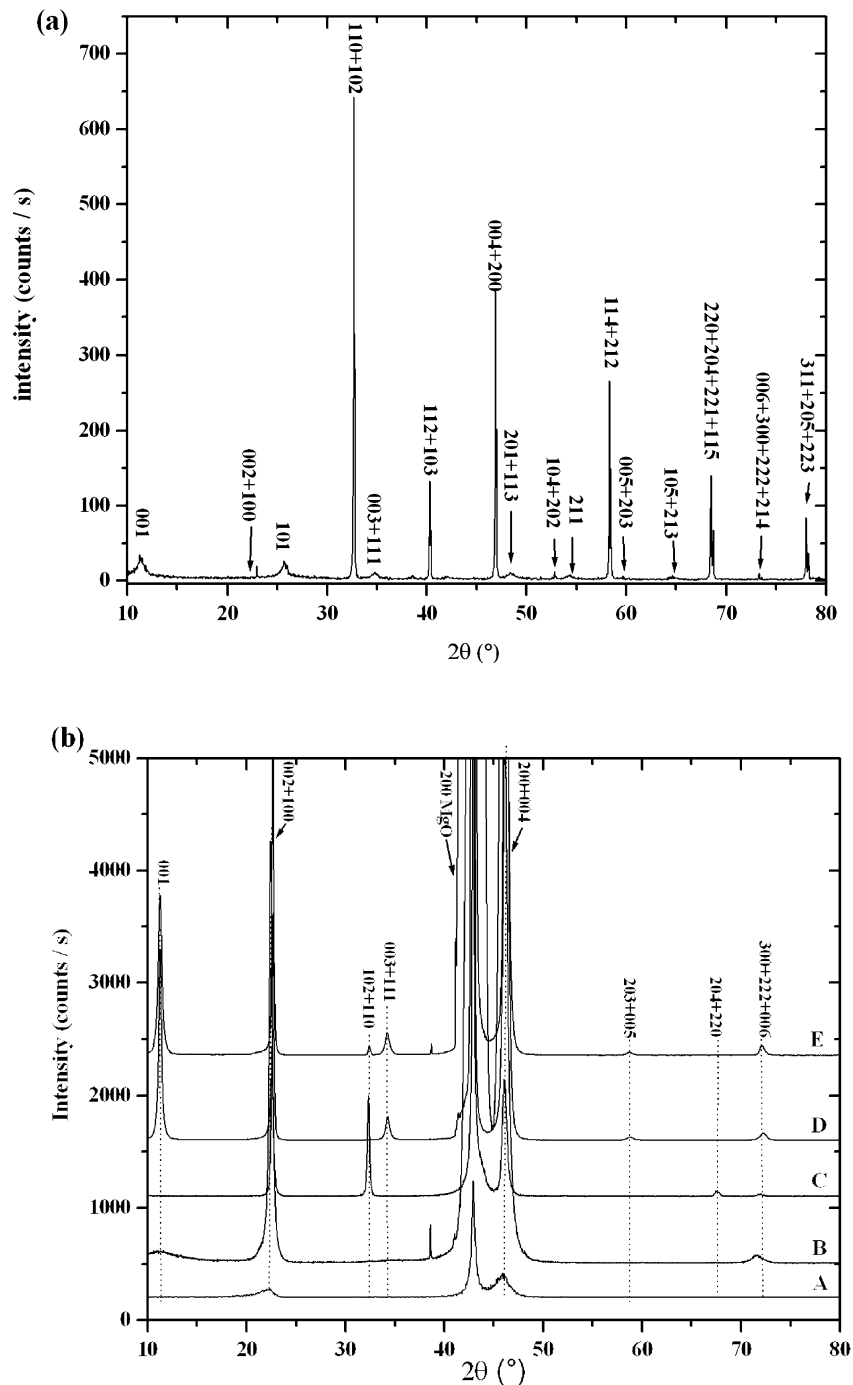 (a)
intensity (counts / s)
700
600
500
400
300
200
100
0
001
002+100
101
110+102
003+111
112+103
004+200
201+113
104+202
211
114+212
005+203
105+213
220+204+221+115
006+300+222+214
311+205+223
10 20 30 40 50 60 70 80
2θ (°)
(b)
Intensity (counts / s)
5000
4000
3000
2000
1000
0
001
002+100
102+110
003+111
200 MgO
200+004
203+005
204+220
300+222+006
E
D
C
B
A
10 20 30 40 50 60 70 80
2θ (°)